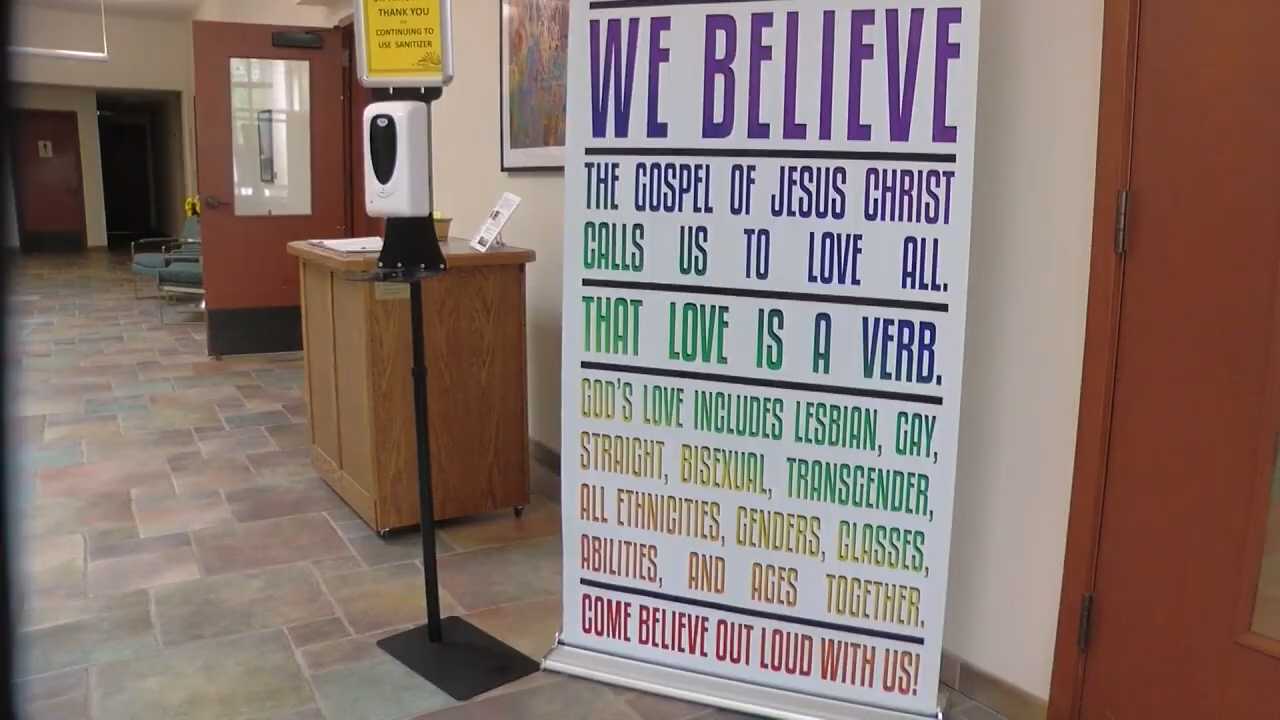 THANK YOU
CONTINUING TO
USE SANITIZER
WE BELIEVE
THE GOSPEL OF JESUS CHRIST
CALLS US TO LOVE ALL.
THAT LOVE IS A VERB.
GOD'S LOVE INCLUDES LESBIAN, GAY,
STRAIGHT, BISEXUAL, TRANSGENDER,
ALL ETHNICITIES, GENDERS, CLASSES,
ABILITIES, AND AGES TOGETHER.
COME BELIEVE OUT LOUD WITH US!